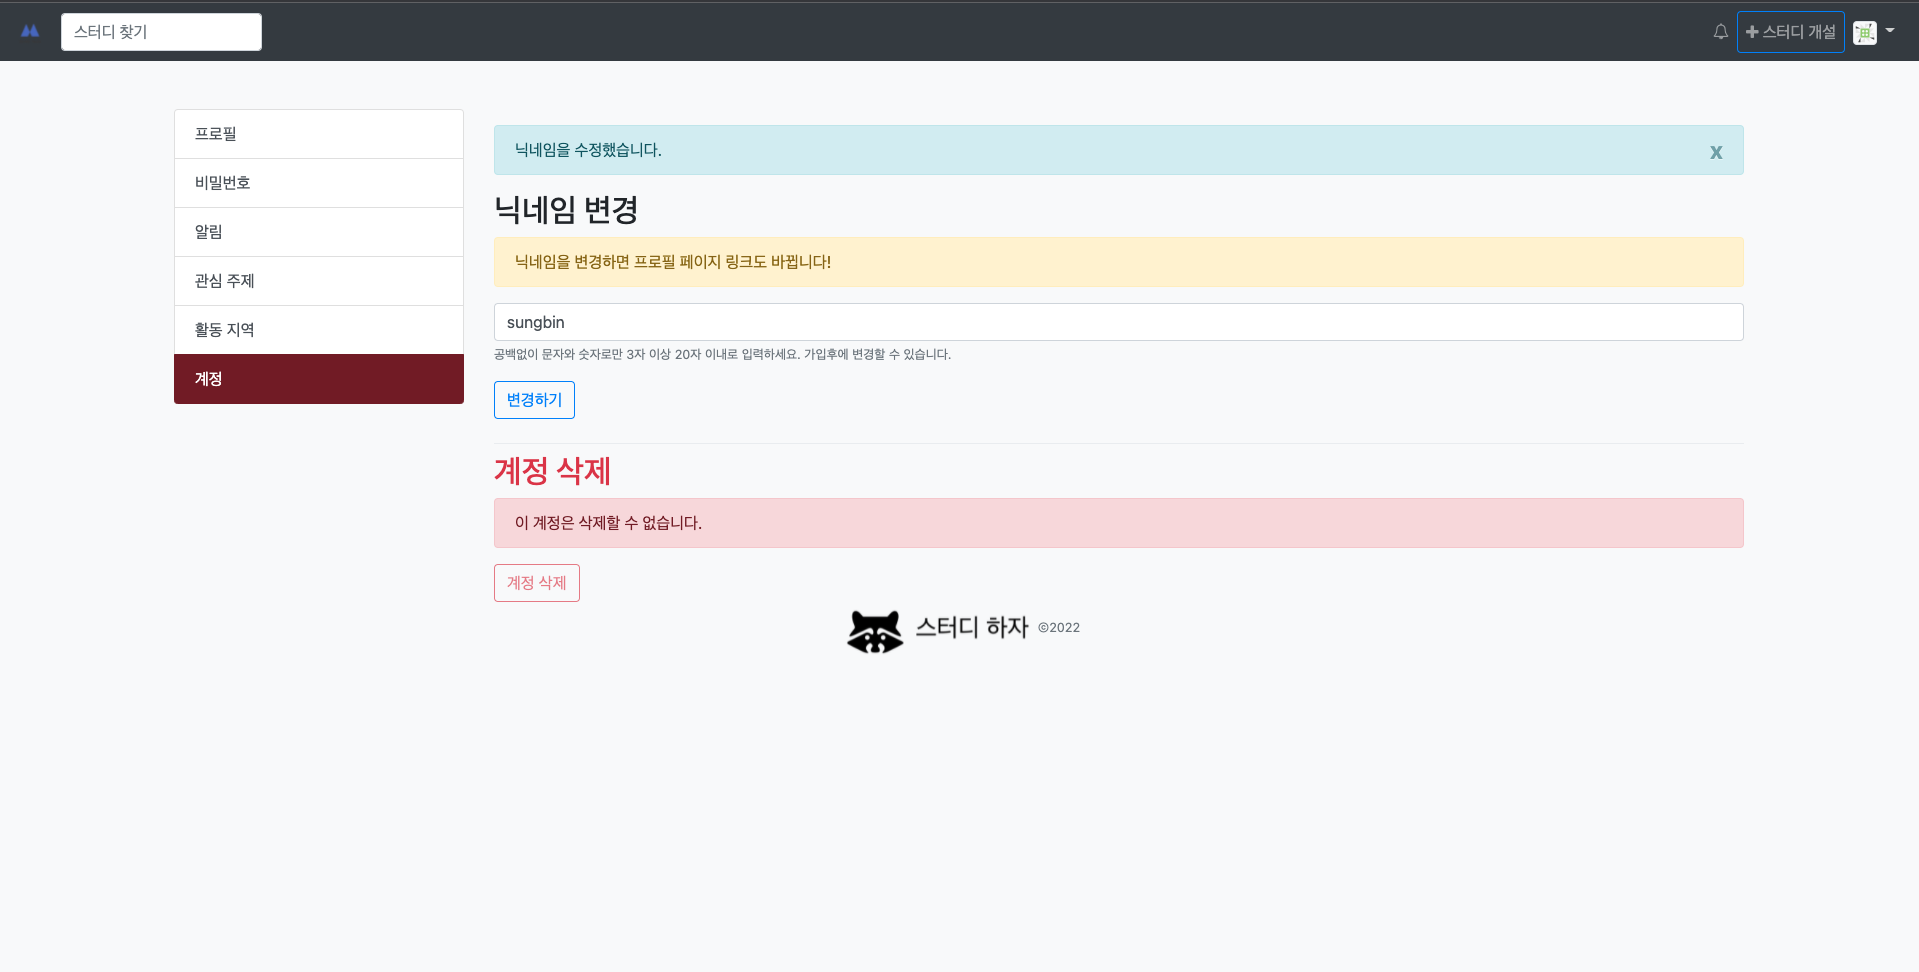 스터디 찾기
스터디 개설
프로필
비밀번호
알림
관심 주제
활동 지역
계정
닉네임을 수정했습니다.
x
닉네임 변경
닉네임을 변경하면 프로필 페이지 링크도 바뀝니다!
sungbin
공백없이 문자와 숫자로만 3자 이상 20자 이내로 입력하세요. 가입후에 변경할 수 있습니다.
변경하기
계정 삭제
이 계정은 삭제할 수 없습니다.
계정 삭제
스터디 하자 ©2022